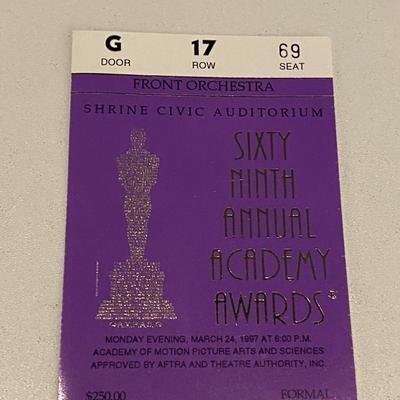 G 17 69
DOOR ROW SEAT
FRONT ORCHESTRA
SHRINE CIVIC AUDITORIUM
SIXTY
NINTH
ANNUAL
ACADEMY
AWARDS®
©A.M.P.A.S.®
MONDAY EVENING, MARCH 24, 1997 AT 6:00 P.M.
ACADEMY OF MOTION PICTURE ARTS AND SCIENCES
APPROVED BY AFTRA AND THEATRE AUTHORITY, INC.
$250.00 FORMAL